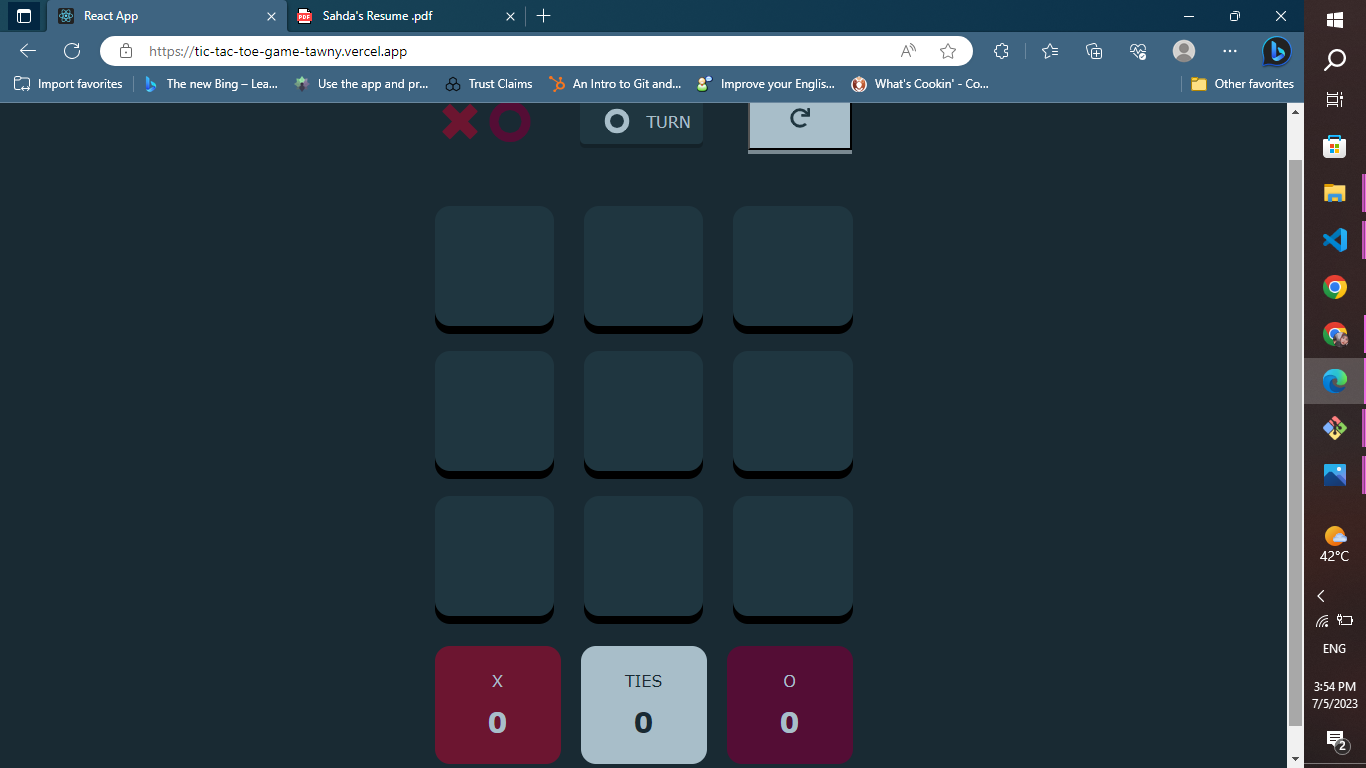 React App
Sahda's Resume .pdf
https://tic-tac-toe-game-tawny.vercel.app
Import favorites
The new Bing – Lea...
Use the app and pr...
Trust Claims
An Intro to Git and...
Improve your Englis...
What's Cookin' - Co...
Other favorites
TURN
X
TIES
O
0
0
0
42°C
ENG
3:54 PM
7/5/2023
2